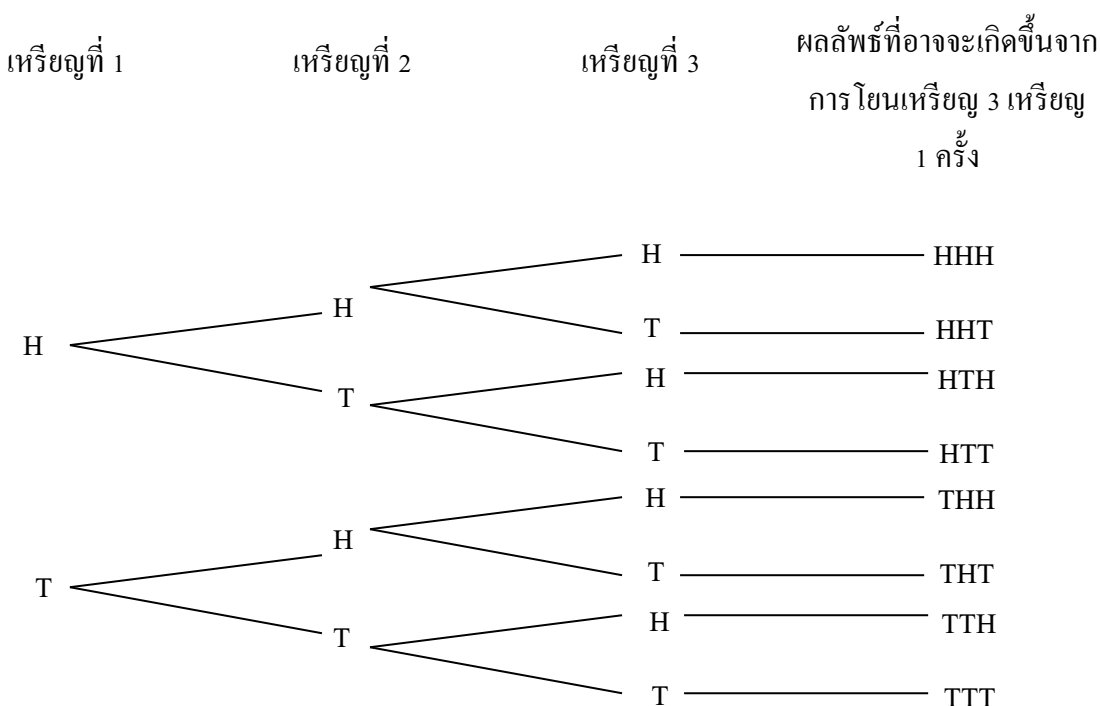 เหรียญที่ 1 เหรียญที่ 2 เหรียญที่ 3 ผลลัพธ์ที่อาจจะเกิดขึ้นจาก
การโยนเหรียญ 3 เหรียญ
1 ครั้ง
H HHH
H
T HHT
H
H HTH
T
T HTT
H THH
H
T THT
T
H TTH
T
T TTT